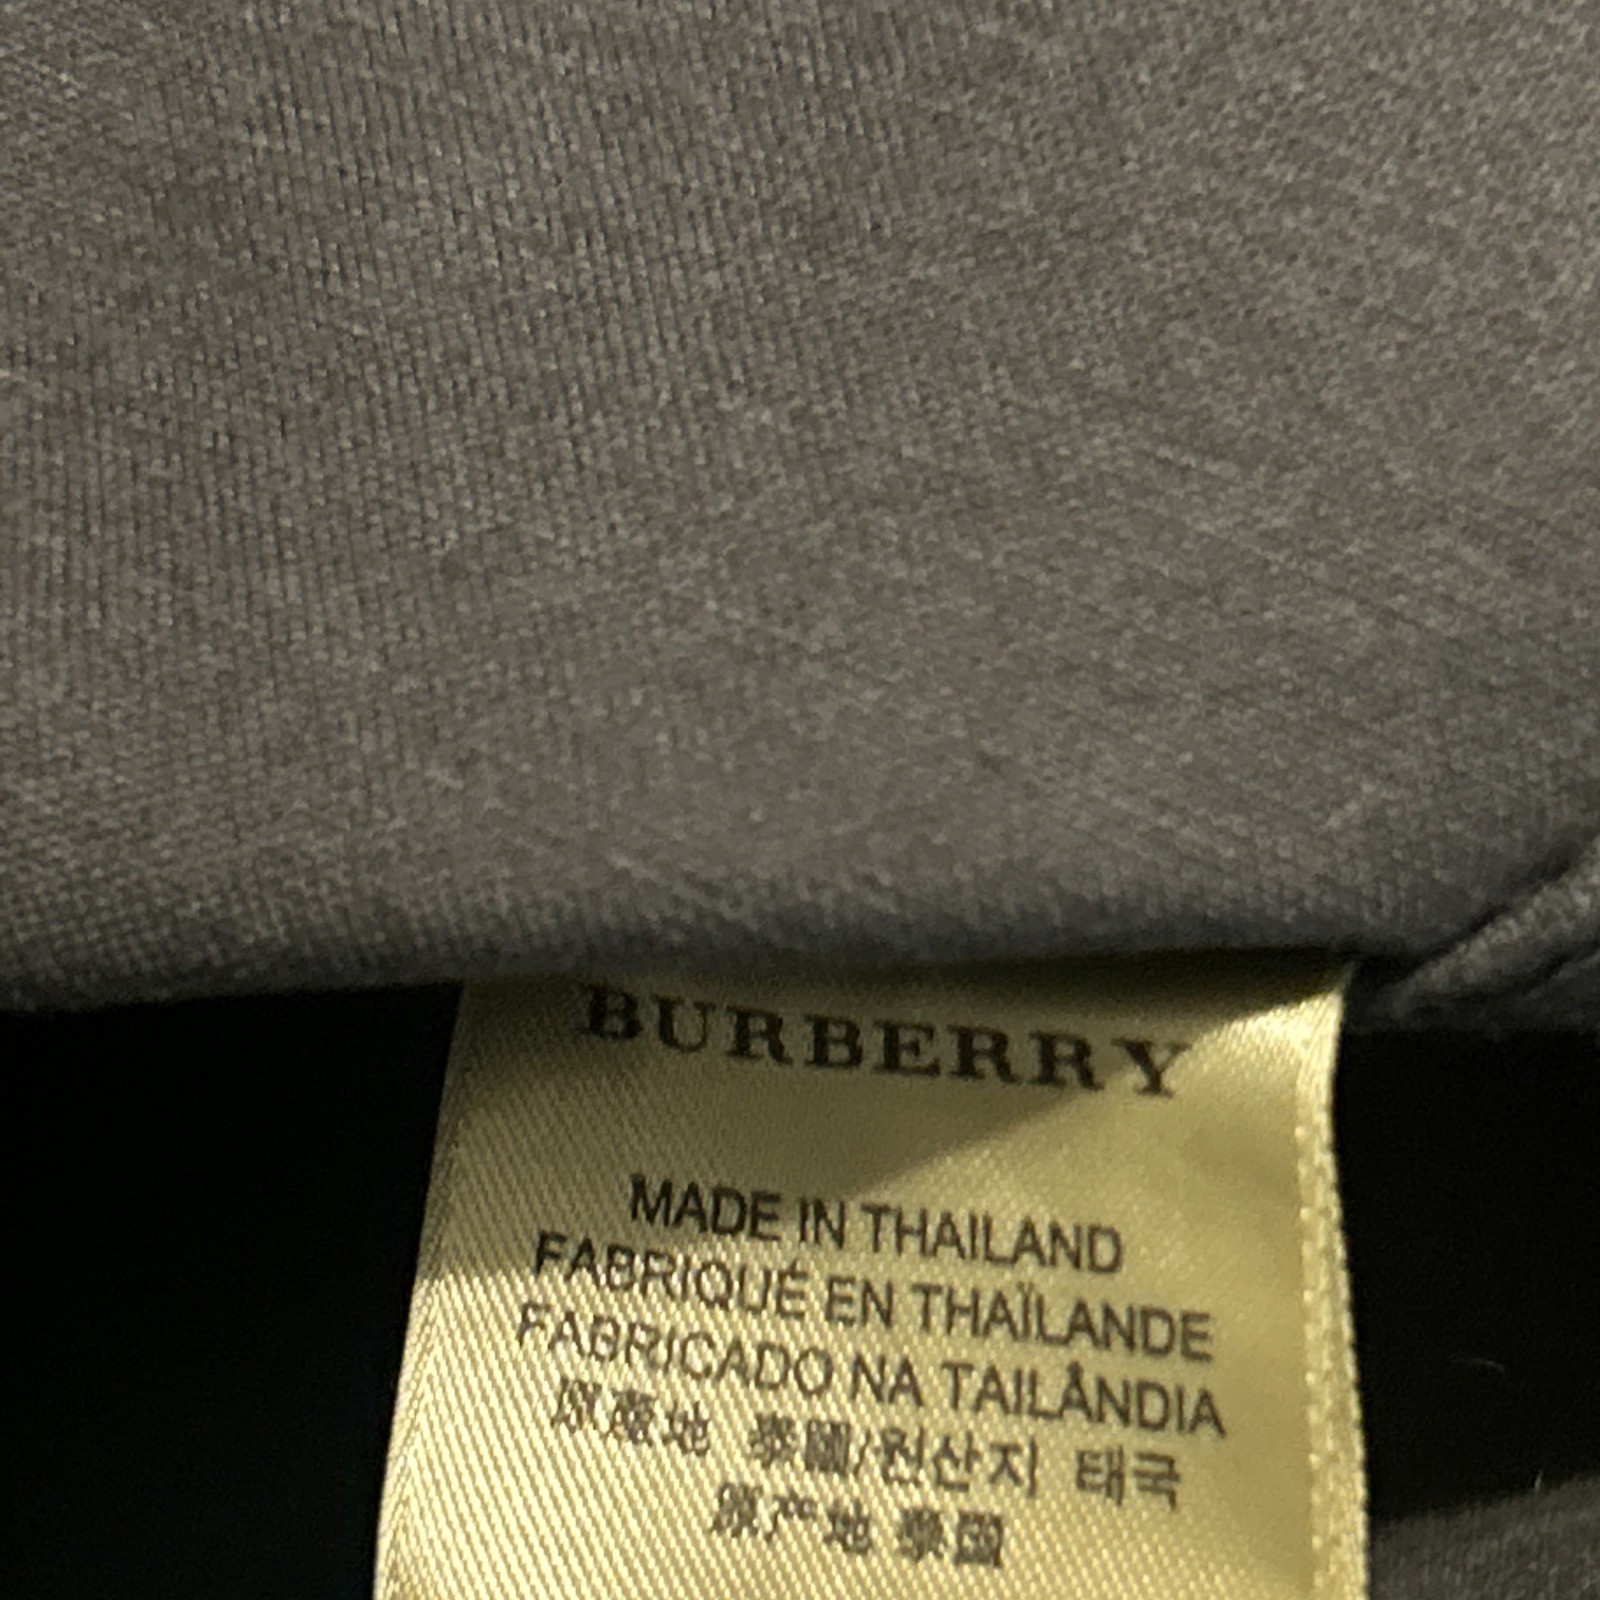 BURBERRY
MADE IN THAILAND
FABRIQUÉ EN THAÏLANDE
FABRICADO NA TAILÂNDIA
原産地 泰國/원산지 태국
原产地 泰国